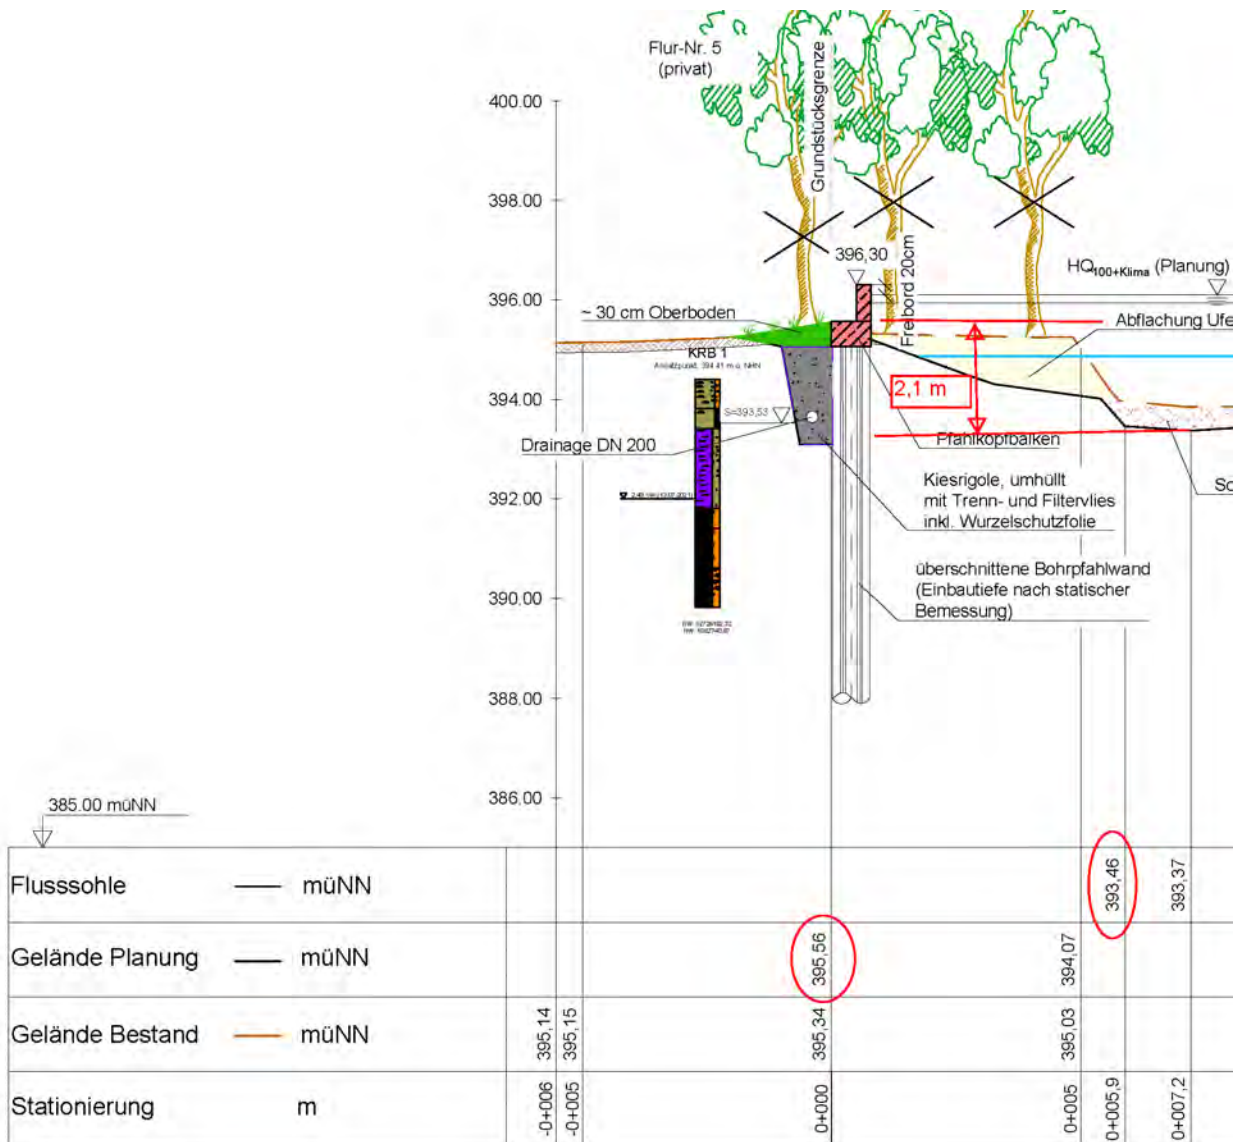 Flur-Nr. 5
(privat)
Grundstücksgrenze
400.00
398.00
396,30
Freibord 20cm
HQ100+Klima (Planung)
396.00
~ 30 cm Oberboden
Abflachung Ufe
KRB 1
394.00
S=393,53
2,1 m
Drainage DN 200
Pfahlkopfbalken
Kiesrigole, umhüllt
mit Trenn- und Filtervlies
inkl. Wurzelschutzfolie
So
392.00
überschnittene Bohrpfahlwand
(Einbautiefe nach statischer
Bemessung)
390.00
388.00
386.00
385.00 müNN
Flusssohle müNN 393,46 393,37
Gelände Planung müNN 395,56 394,07
Gelände Bestand müNN 395,14 395,15 395,34 395,03
Stationierung m -0+006 -0+005 0+000 0+005 0+005,9 0+007,2